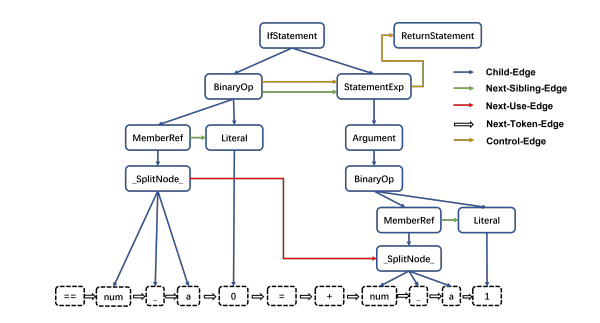 IfStatement
ReturnStatement
BinaryOp
StatementExp
Child-Edge
Next-Sibling-Edge
Next-Use-Edge
Next-Token-Edge
Control-Edge
MemberRef
Literal
Argument
_SplitNode_
BinaryOp
MemberRef
Literal
_SplitNode_
== num _ a 0 = + num _ a 1